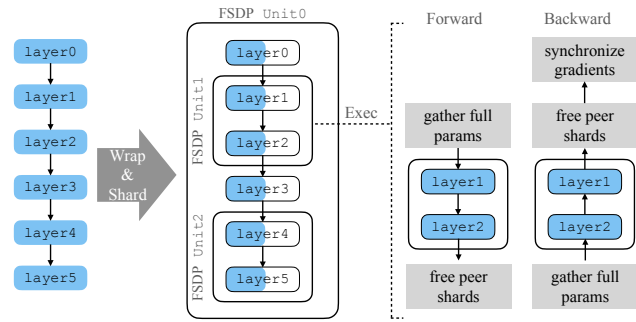 layer0
layer1
layer2
layer3
layer4
layer5
Wrap
&
Shard
FSDP Unit0
layer0
FSDP Unit1
layer1
layer2
layer3
FSDP Unit2
layer4
layer5
Exec
Forward
gather full
params
layer1
layer2
free peer
shards
Backward
synchronize
gradients
free peer
shards
layer1
layer2
gather full
params